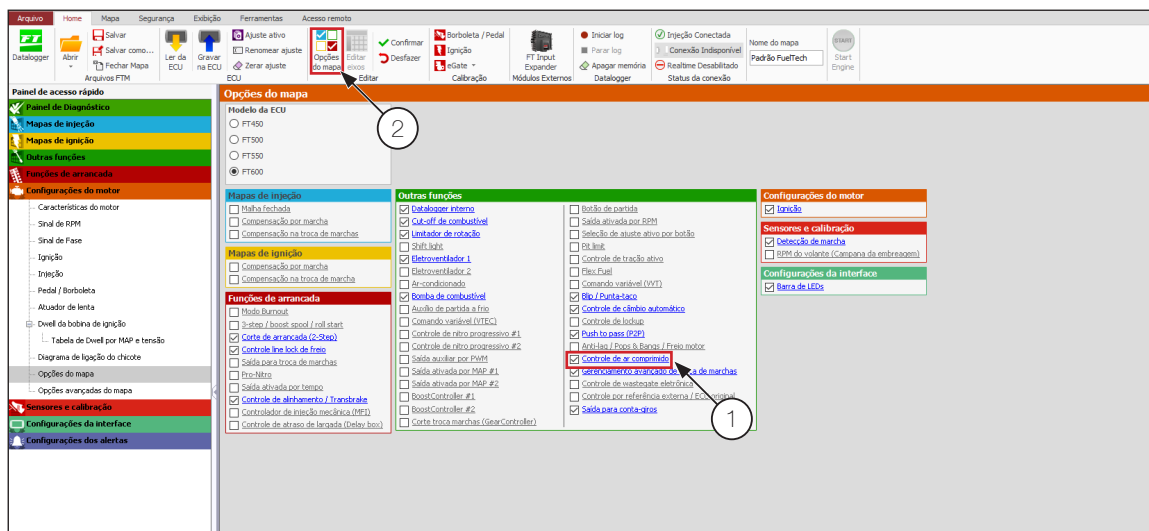 Arquivo Home Mapa Segurança Exibição Ferramentas Acesso remoto
FT
Datalogger
Abrir
Salvar
Salvar como...
Fechar Mapa
Arquivos FTM
Ler da ECU
Gravar na ECU
Ajuste ativo
Renomear ajuste
Zerar ajuste
ECU
Opções do mapa
Editar eixos
Confirmar
Desfazer
Editar
Borboleta / Pedal
Ignição
eGate
Calibração
FT Input Expander
Módulos Externos
Iniciar log
Parar log
Apagar memória
Datalogger
Injeção Conectada
Conexão Indisponível
Realtime Desabilitado
Status da conexão
Nome do mapa
Padrão FuelTech
START
Start Engine
2
Painel de acesso rápido
Painel de Diagnóstico
Mapas de injeção
Mapas de ignição
Outras funções
Funções de arrancada
Configurações do motor
Características do motor
Sinal de RPM
Sinal de Fase
Ignição
Injeção
Pedal / Borboleta
Atuador de lenta
Dwell da bobina de ignição
Tabela de Dwell por MAP e tensão
Diagrama de ligação do chicote
Opções do mapa
Opções avançadas do mapa
Sensores e calibração
Configurações da interface
Configurações dos alertas
Opções do mapa
Modelo da ECU
FT450
FT500
FT550
FT600
Mapas de injeção
Malha fechada
Compensação por marcha
Compensação na troca de marchas
Mapas de ignição
Compensação por marcha
Compensação na troca de marcha
Funções de arrancada
Modo Burnout
3-step / boost spool / roll start
Corte de arrancada (2-Step)
Controle line lock de freio
Saída para troca de marchas
Pro-Nitro
Saída ativada por tempo
Controle de alinhamento / Transbrake
Controlador de injeção mecânica (MFI)
Controle de atraso de largada (Delay box)
Outras funções
Datalogger interno
Cut-off de combustível
Limitador de rotação
Shift light
Eletroventilador 1
Eletroventilador 2
Ar-condicionado
Bomba de combustível
Auxílio de partida a frio
Comando variável (VTEC)
Controle de nitro progressivo #1
Controle de nitro progressivo #2
Saída auxiliar por PWM
Saída ativada por MAP #1
Saída ativada por MAP #2
BoostController #1
BoostController #2
Corte troca marchas (GearController)
Botão de partida
Saída ativada por RPM
Seleção de ajuste ativo por botão
Pit limit
Controle de tração ativo
Flex Fuel
Comando variável (VVT)
Blip / Punta-taco
Controle de câmbio automático
Controle de lockup
Push to pass (P2P)
Anti-lag / Pops & Bangs / Freio motor
Controle de ar comprimido
Gerenciamento avançado de troca de marchas
Controle de wastegate eletrônica
Controle por referência externa / ECU original
Saída para conta-giros
1
Configurações do motor
Ignição
Sensores e calibração
Detecção de marcha
RPM do volante (Campana da embreagem)
Configurações da interface
Barra de LEDs